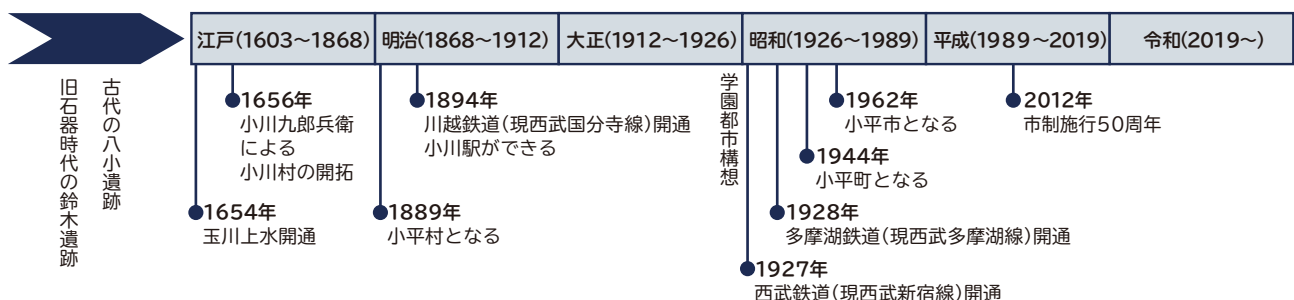 江戸(1603〜1868)
明治(1868〜1912)
大正(1912〜1926)
昭和(1926〜1989)
平成(1989〜2019)
令和(2019〜)
旧石器時代の鈴木遺跡
古代の八小遺跡
1654年
玉川上水開通
1656年
小川九郎兵衛
による
小川村の開拓
1889年
小平村となる
1894年
川越鉄道(現西武国分寺線)開通
小川駅ができる
学園都市構想
1927年
西武鉄道(現西武新宿線)開通
1928年
多摩湖鉄道(現西武多摩湖線)開通
1944年
小平町となる
1962年
小平市となる
2012年
市制施行50周年